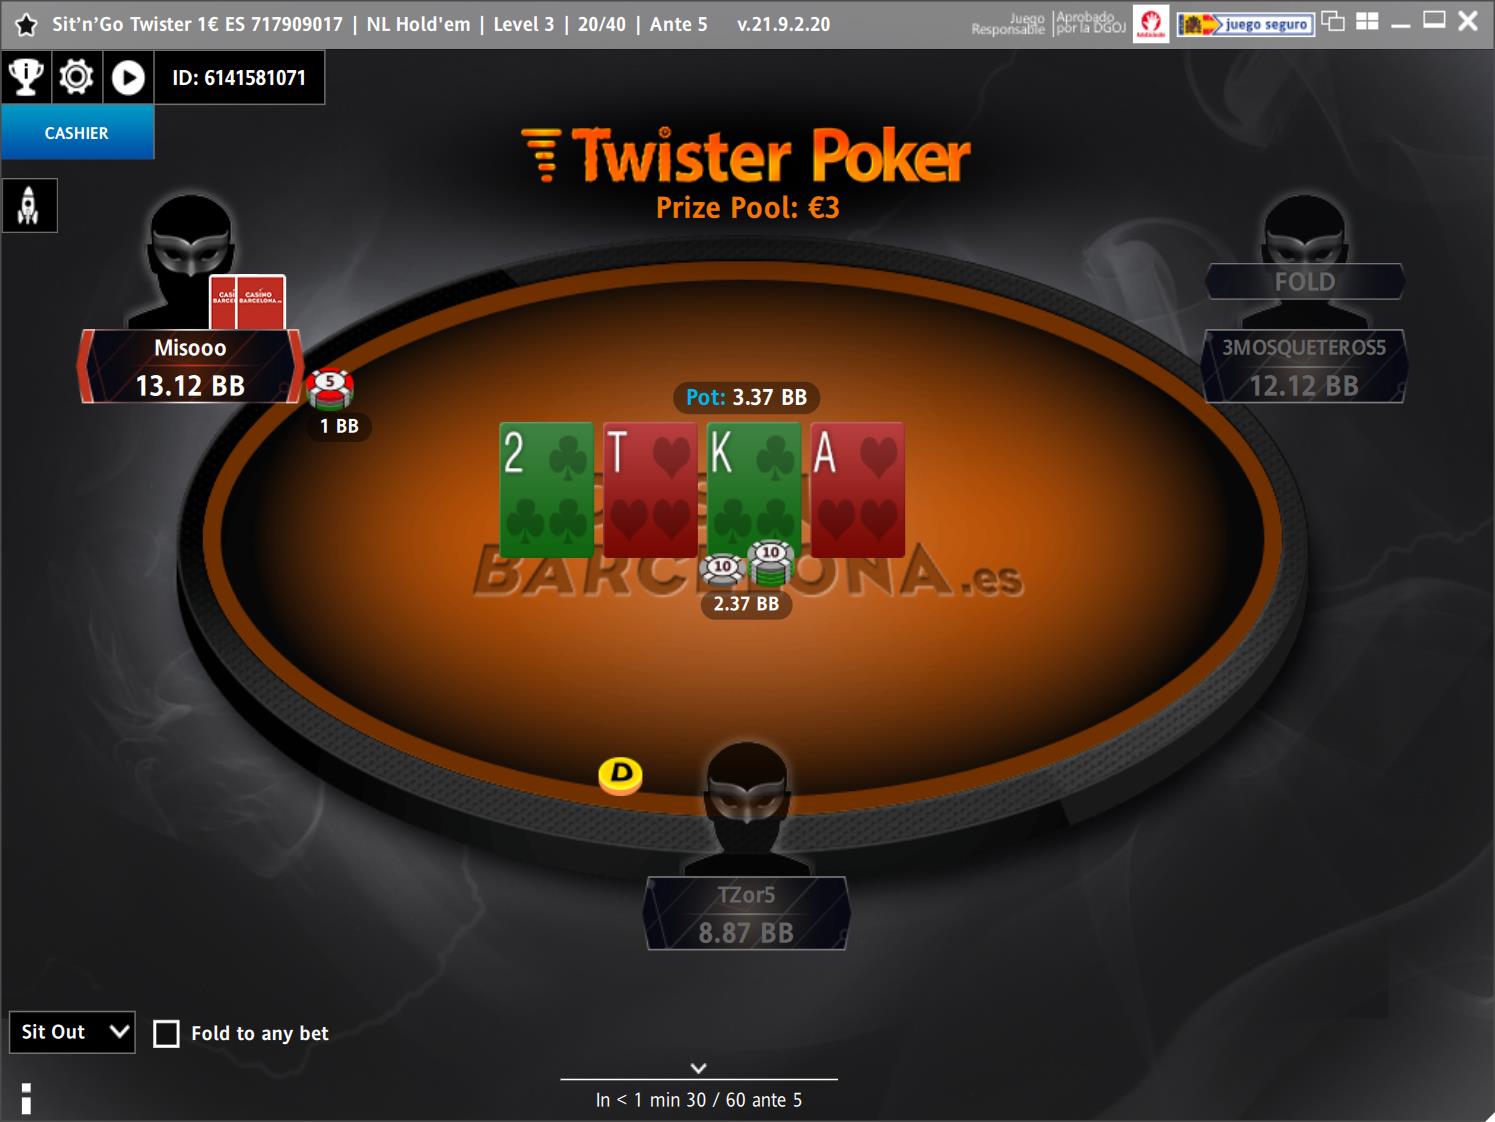 Sit’n’Go Twister 1€ ES 717909017 | NL Hold'em | Level 3 | 20/40 | Ante 5 v.21.9.2.20
Juego Responsable
Aprobado por la DGOJ
juego seguro
ID: 6141581071
CASHIER
Twister Poker
Prize Pool: €3
CASINO BARCELONA.es
Misooo
13.12 BB
5
1 BB
FOLD
3MOSQUETEROS5
12.12 BB
Pot: 3.37 BB
2 T K A
BARCELONA.es
10 10
2.37 BB
D
TZor5
8.87 BB
Sit Out
Fold to any bet
In < 1 min 30 / 60 ante 5